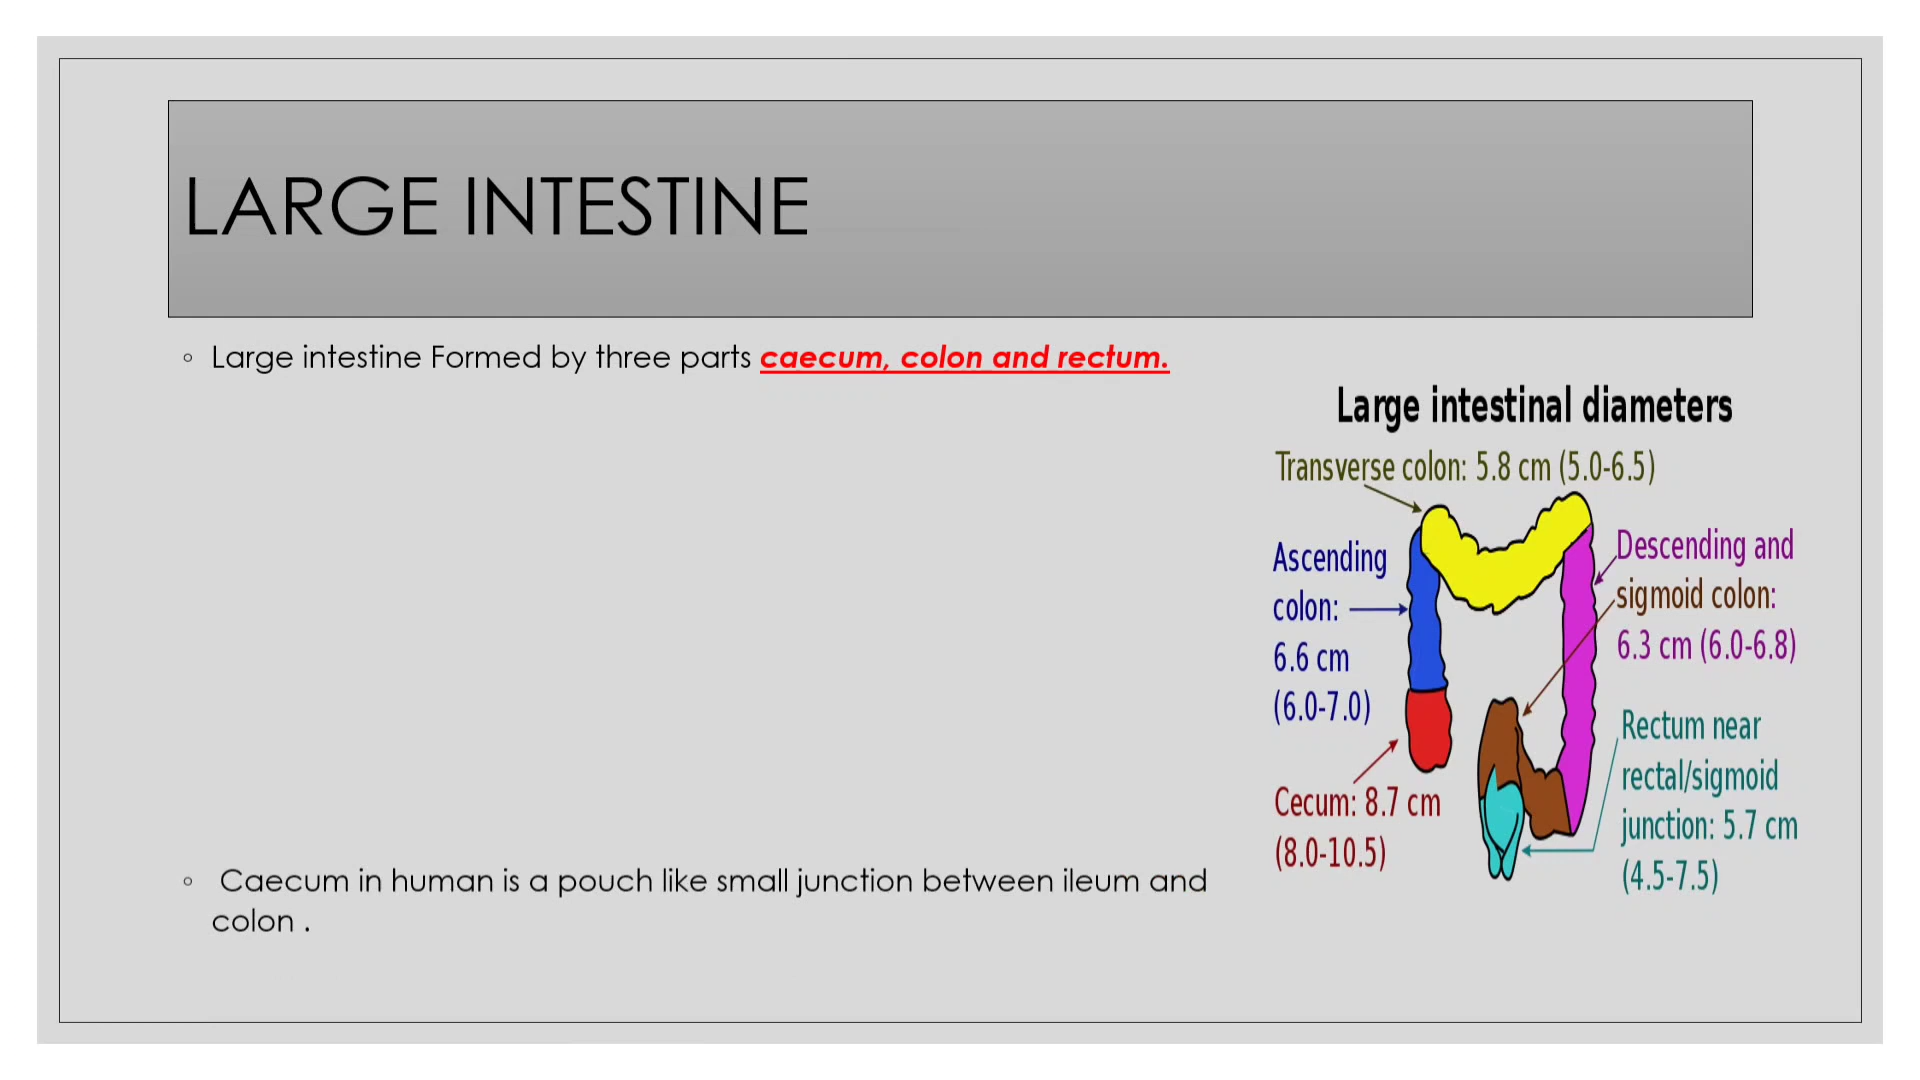 LARGE INTESTINE
◦ Large intestine Formed by three parts caecum, colon and rectum.
Large intestinal diameters
Transverse colon: 5.8 cm (5.0-6.5)
Ascending
colon:
6.6 cm
(6.0-7.0)
Descending and
sigmoid colon:
6.3 cm (6.0-6.8)
Cecum: 8.7 cm
(8.0-10.5)
Rectum near
rectal/sigmoid
junction: 5.7 cm
(4.5-7.5)
◦ Caecum in human is a pouch like small junction between ileum and
colon .